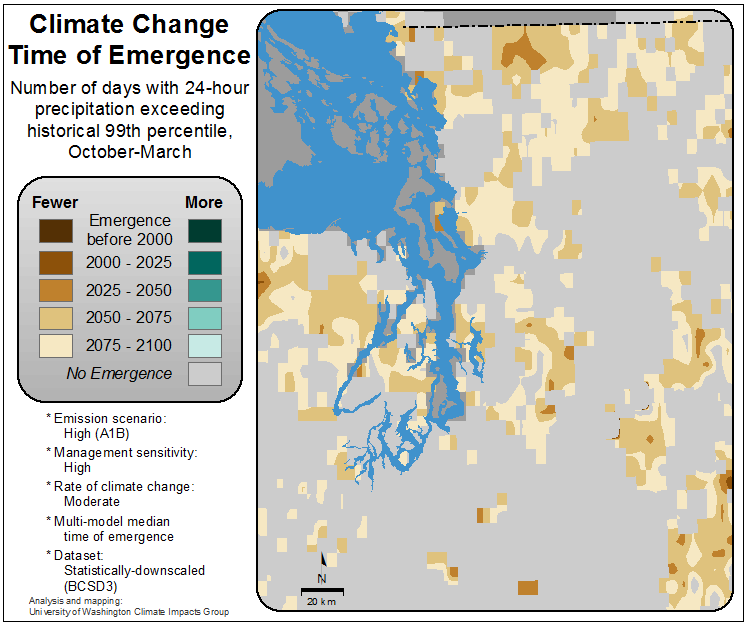 Climate Change
Time of Emergence
Number of days with 24-hour
precipitation exceeding
historical 99th percentile,
October-March
Fewer More
Emergence
before 2000
2000 - 2025
2025 - 2050
2050 - 2075
2075 - 2100
No Emergence
* Emission scenario:
High (A1B)
* Management sensitivity:
High
* Rate of climate change:
Moderate
* Multi-model median
time of emergence
* Dataset:
Statistically-downscaled
(BCSD3)
Analysis and mapping:
University of Washington Climate Impacts Group
N
20 km